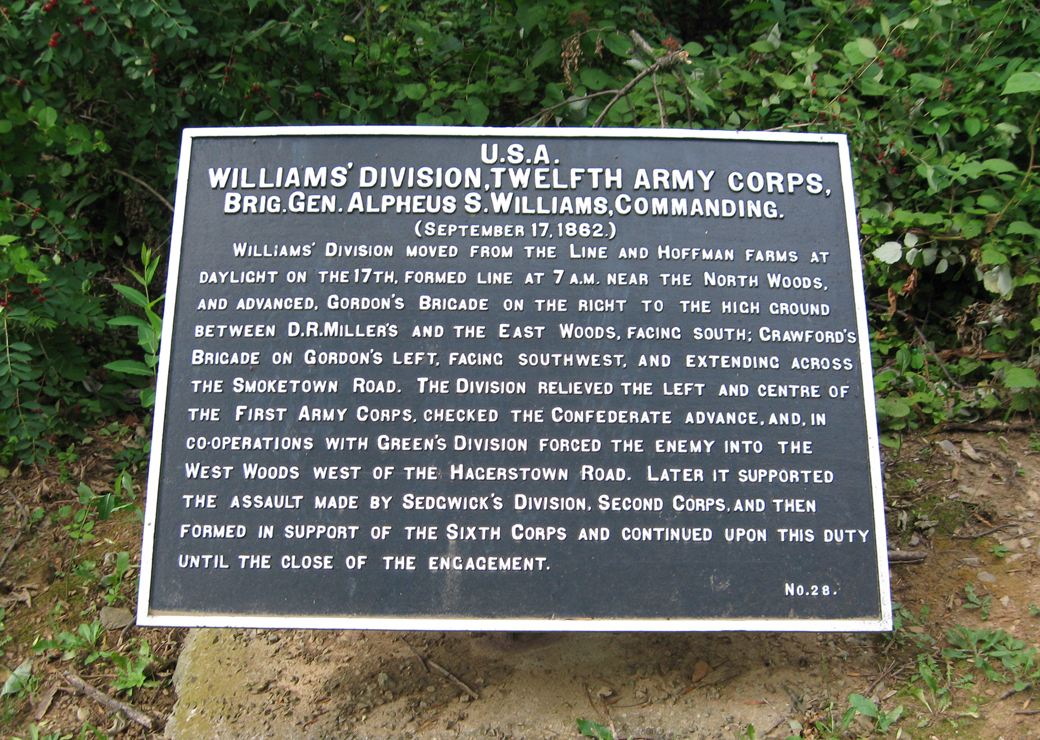 U.S.A.
WILLIAMS' DIVISION, TWELFTH ARMY CORPS,
BRIG. GEN. ALPHEUS S. WILLIAMS, COMMANDING.
(SEPTEMBER 17, 1862.)
WILLIAMS' DIVISION MOVED FROM THE LINE AND HOFFMAN FARMS AT
DAYLIGHT ON THE 17TH, FORMED LINE AT 7 A.M. NEAR THE NORTH WOODS,
AND ADVANCED, GORDON'S BRIGADE ON THE RIGHT TO THE HIGH GROUND
BETWEEN D.R. MILLER'S AND THE EAST WOODS, FACING SOUTH; CRAWFORD'S
BRIGADE ON GORDON'S LEFT, FACING SOUTHWEST, AND EXTENDING ACROSS
THE SMOKETOWN ROAD. THE DIVISION RELIEVED THE LEFT AND CENTRE OF
THE FIRST ARMY CORPS, CHECKED THE CONFEDERATE ADVANCE, AND, IN
CO-OPERATIONS WITH GREEN'S DIVISION FORCED THE ENEMY INTO THE
WEST WOODS WEST OF THE HAGERSTOWN ROAD. LATER IT SUPPORTED
THE ASSAULT MADE BY SEDGWICK'S DIVISION, SECOND CORPS, AND THEN
FORMED IN SUPPORT OF THE SIXTH CORPS AND CONTINUED UPON THIS DUTY
UNTIL THE CLOSE OF THE ENGAGEMENT.
NO. 28.